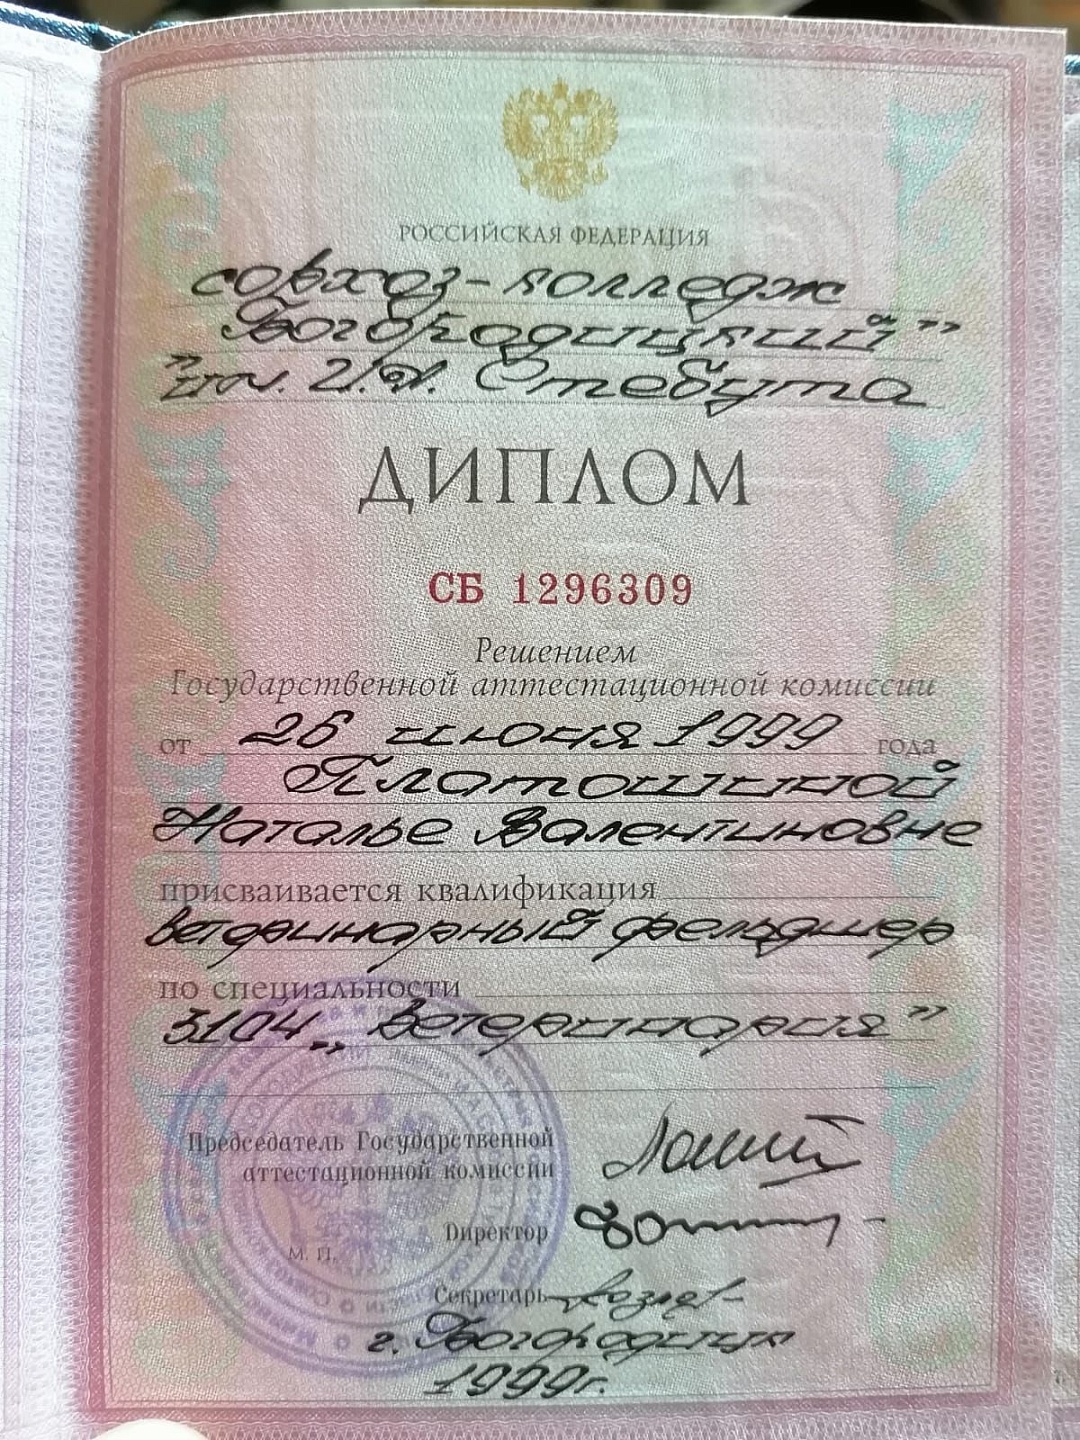 РОССИЙСКАЯ ФЕДЕРАЦИЯ
совхоз-колледж
Богородицкий"
"им. И.А. Стебута
ДИПЛОМ
СБ 1296309
Решением
Государственной аттестационной комиссии
от 26 июня 1999 года
Платошиной
Наталье Валентиновне
присваивается квалификация
ветеринарный фельдшер
по специальности
3104 „Ветеринария"
Председатель Государственной
аттестационной комиссии
Директор
М. П.
Секретарь
г. Богородицк
1999г.